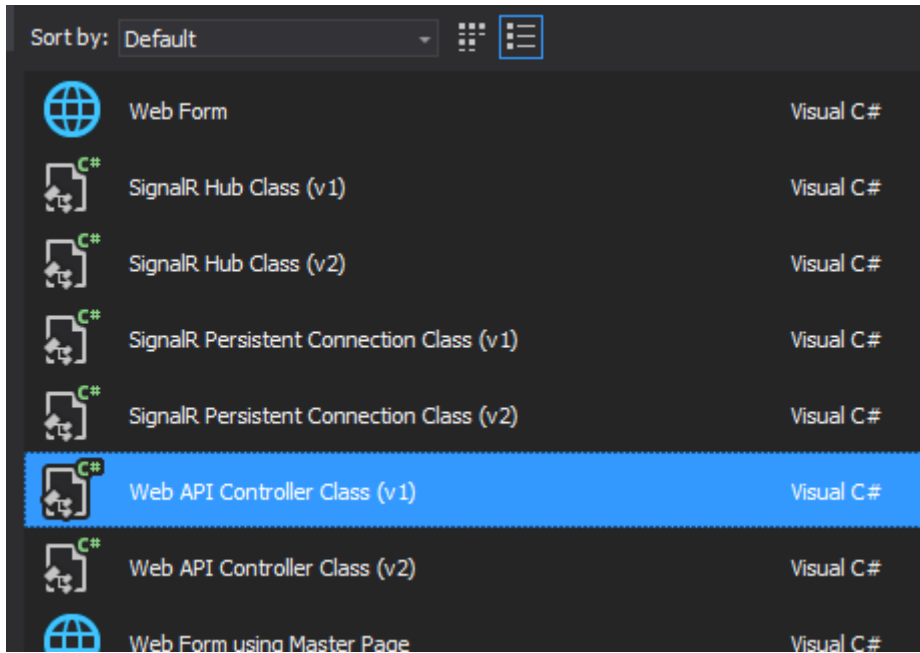 Sort by: Default
Web Form Visual C#
C# SignalR Hub Class (v1) Visual C#
C# SignalR Hub Class (v2) Visual C#
C# SignalR Persistent Connection Class (v1) Visual C#
C# SignalR Persistent Connection Class (v2) Visual C#
C# Web API Controller Class (v1) Visual C#
C# Web API Controller Class (v2) Visual C#
Web Form using Master Page Visual C#